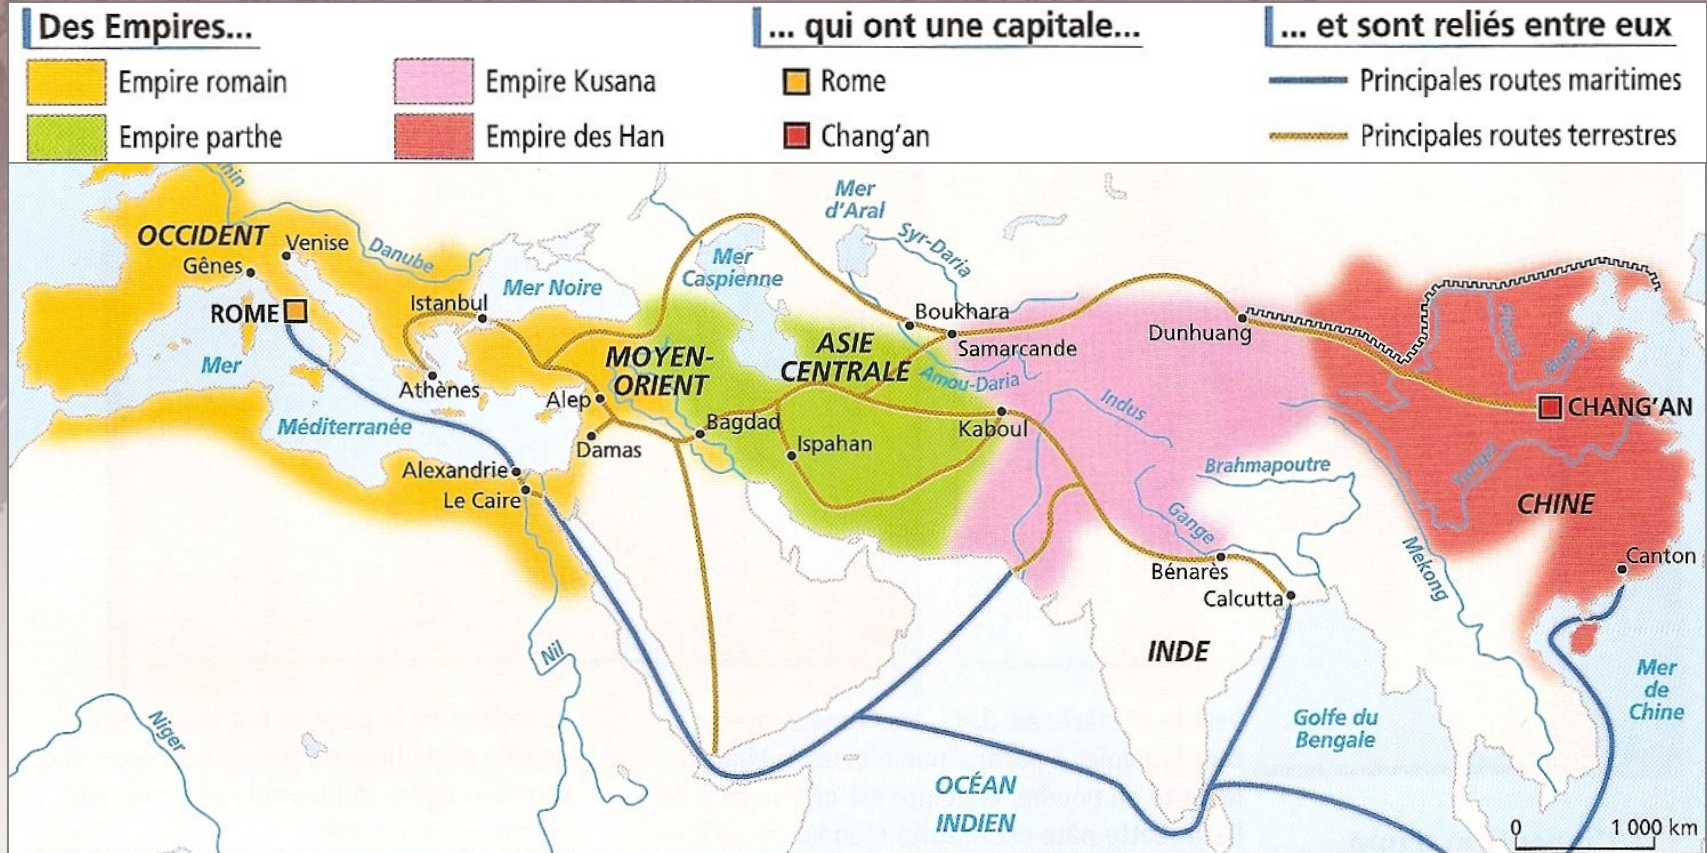 Des Empires...
... qui ont une capitale...
... et sont reliés entre eux
Empire romain
Empire Kusana
Rome
Principales routes maritimes
Empire parthe
Empire des Han
Chang'an
Principales routes terrestres
Mer
d'Aral
Syr-Daria
OCCIDENT
Venise
Danube
Gênes
Mer
Caspienne
Mer Noire
Istanbul
ROME
Boukhara
Dunhuang
Samarcande
MOYEN-
ORIENT
ASIE
CENTRALE
Mer
Méditerranée
Athènes
Amou-Daria
Alep
Indus
CHANG'AN
Bagdad
Kaboul
Damas
Ispahan
Alexandrie
Le Caire
Brahmapoutre
CHINE
Gange
Mekong
Canton
Bénarès
Calcutta
Nil
INDE
Mer
de
Chine
Niger
Golfe du
Bengale
OCÉAN
INDIEN
0 1 000 km